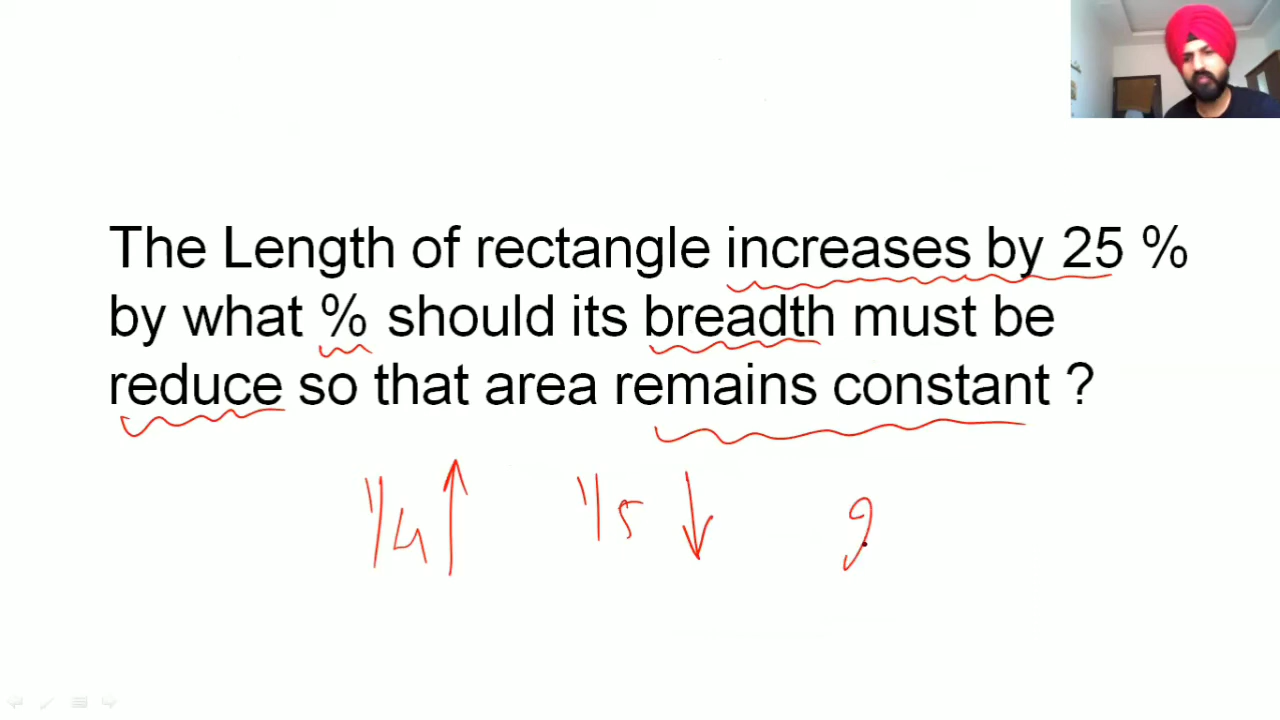 The Length of rectangle increases by 25 %
by what % should its breadth must be
reduce so that area remains constant ?
1/4 1/5